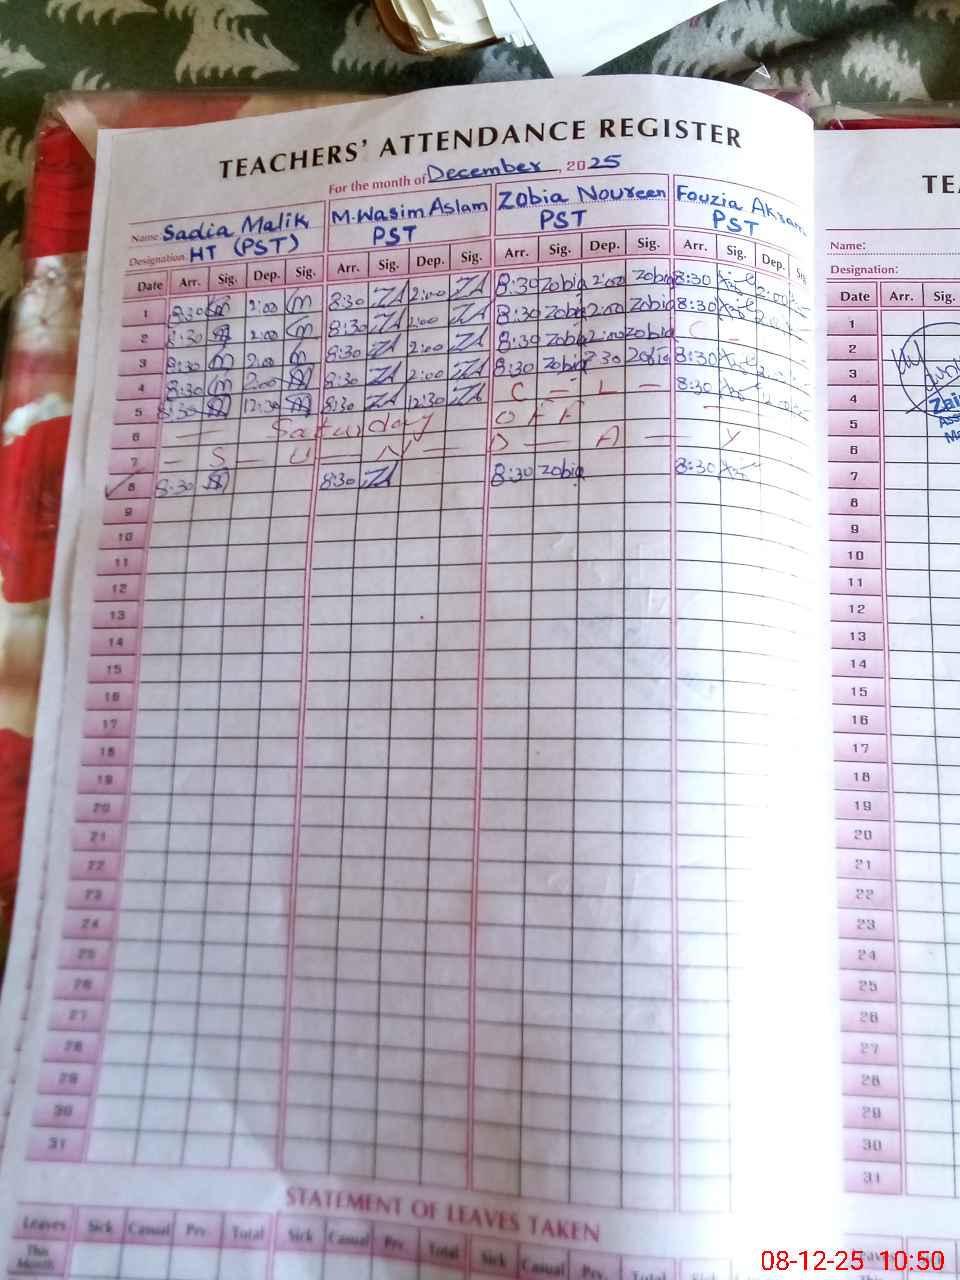 TEACHERS' ATTENDANCE REGISTER
For the month of December, 2025
Name: Sadia Malik M. Wasim Aslam Zobia Noureen Fouzia Akram
Designation: HT (PST) PST PST PST
Date Arr. Sig. Dep. Sig. Arr. Sig. Dep. Sig. Arr. Sig. Dep. Sig. Arr. Sig. Dep. Sig.
1 8:30 2:00 8:30 2:00 8:30 Zobia 2:00 Zobia 8:30 2:00
2 8:30 2:00 8:30 2:00 8:30 Zobia 2:00 Zobia 8:30
3 8:30 2:00 8:30 2:00 8:30 Zobia 2:00 Zobia C -
4 8:30 2:00 8:30 2:00 8:30 Zobia 2:30 Zobia 8:30
5 8:30 12:30 8:30 12:30 C - L - 8:30
6 - Saturday OFF -
7 - S - U - N - D - A - Y
8 8:30 8:30 8:30 Zobia 8:30
9
10
11
12
13
14
15
16
17
18
19
20
21
22
23
24
25
26
27
28
29
30
31
STATEMENT OF LEAVES TAKEN
Leaves Sick Casual Prv. Total Sick Casual Prv. Total Sick Casual Prv. Total Sick
This Month
TEA
Name:
Designation:
Date Arr. Sig.
1
2
3
4
5
6
7
8
9
10
11
12
13
14
15
16
17
18
19
20
21
22
23
24
25
26
27
28
29
30
31
08-12-25 10:50